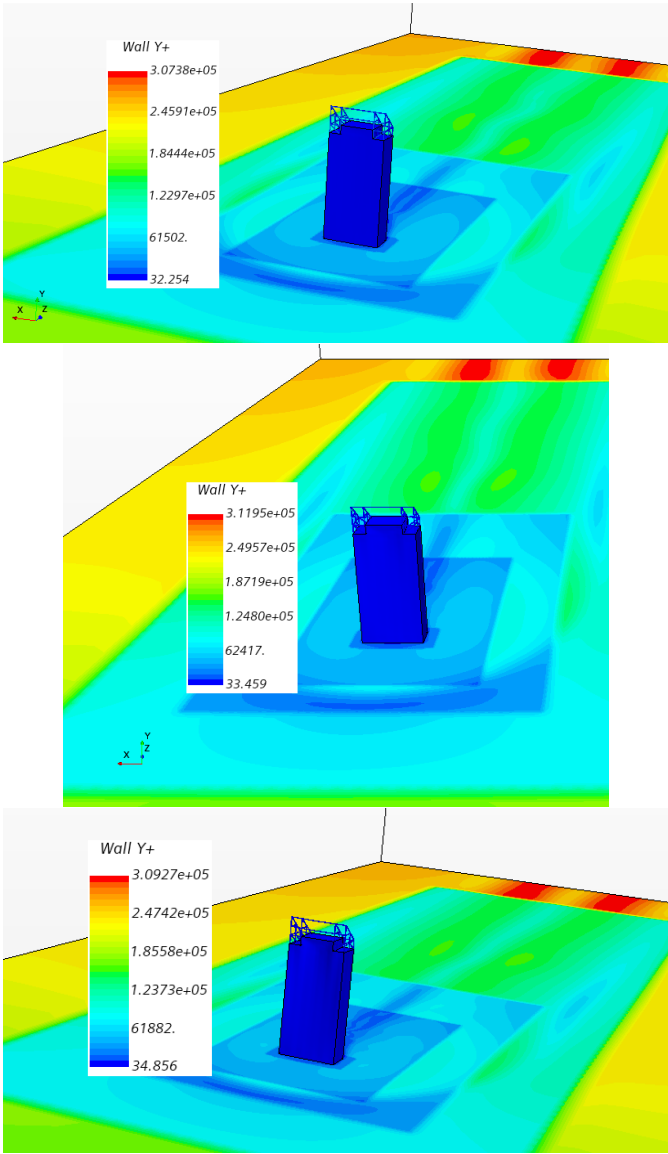 Wall Y+
3.0738e+05
2.4591e+05
1.8444e+05
1.2297e+05
61502.
32.254
Y
X
Z
Wall Y+
3.1195e+05
2.4957e+05
1.8719e+05
1.2480e+05
62417.
33.459
Y
Z
X
Wall Y+
3.0927e+05
2.4742e+05
1.8558e+05
1.2373e+05
61882.
34.856